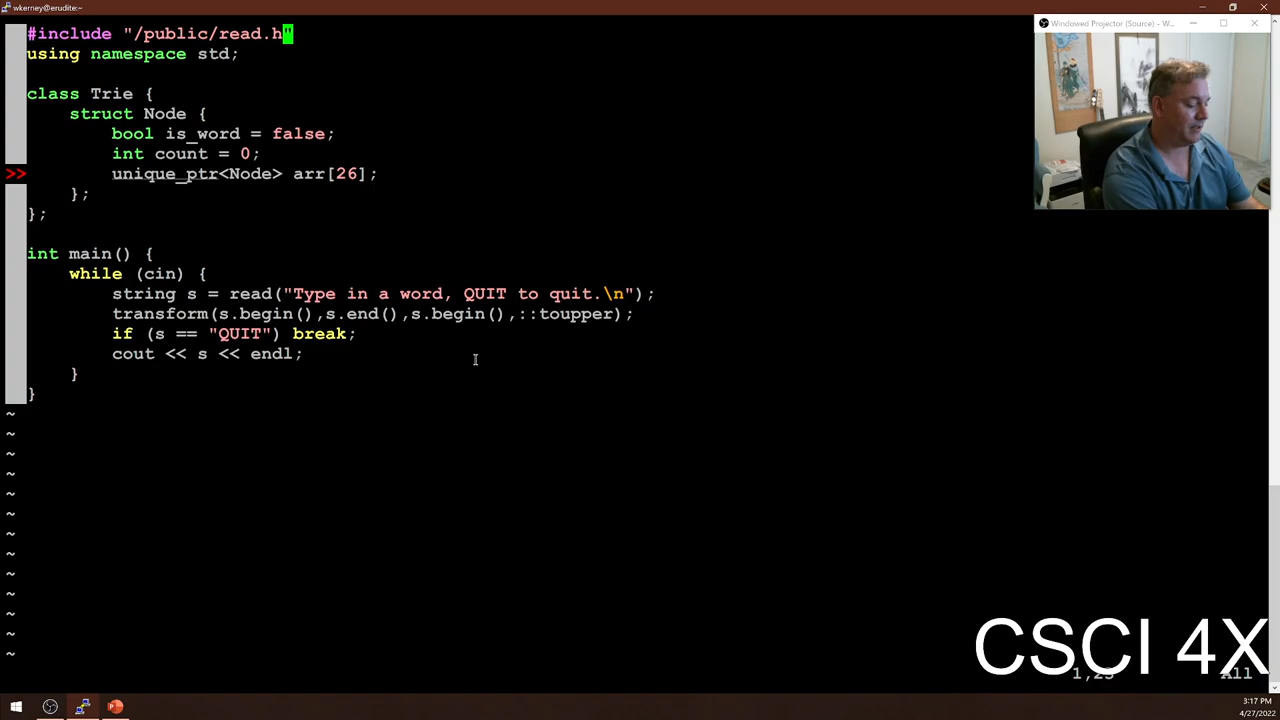 wkerney@erudite:~
Windowed Projector (Source) - W...
#include "/public/read.h"
using namespace std;
class Trie {
    struct Node {
        bool is_word = false;
        int count = 0;
>>      unique_ptr<Node> arr[26];
    };
};
int main() {
    while (cin) {
        string s = read("Type in a word, QUIT to quit.\n");
        transform(s.begin(),s.end(),s.begin(),::toupper);
        if (s == "QUIT") break;
        cout << s << endl;
    }
}
~
~
~
~
~
~
~
~
~
~
~
~
~
CSCI 4X
All
3:17 PM
4/27/2022